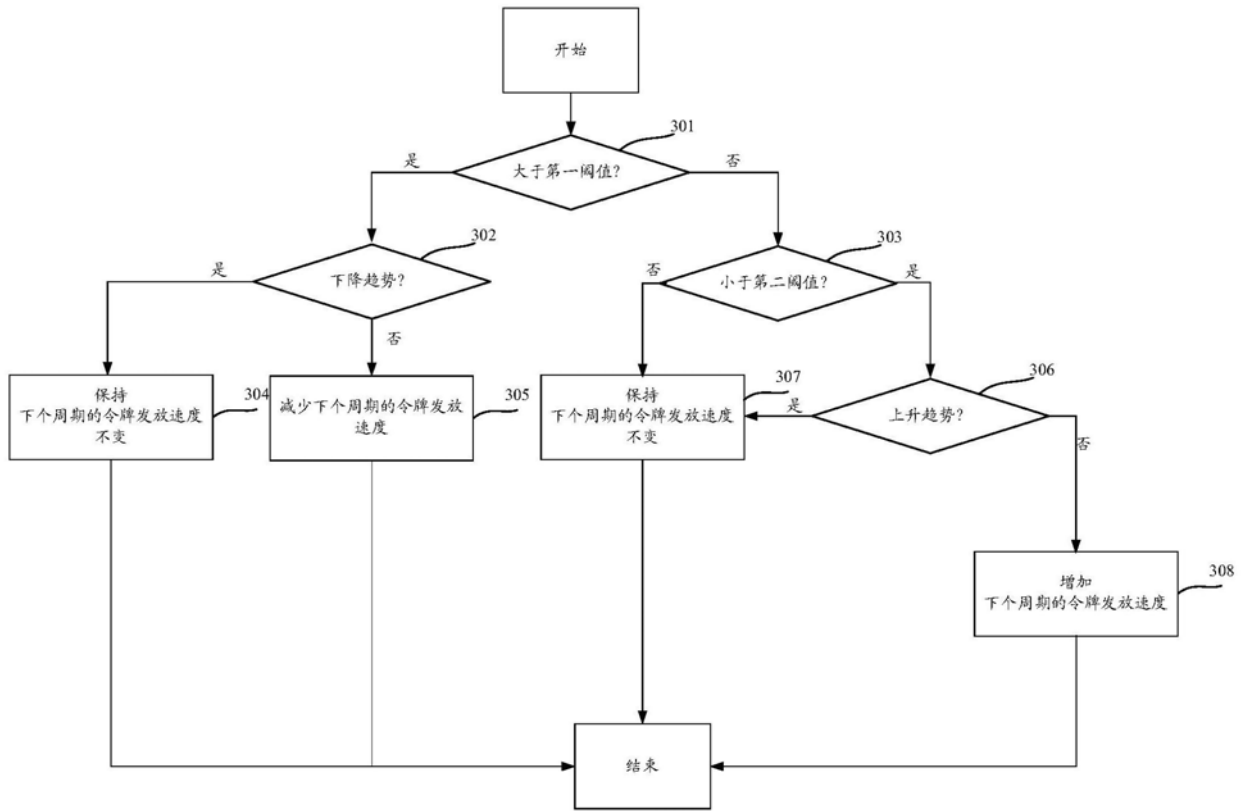 开始
301
是
大于第一阈值?
否
302
303
是
下降趋势?
否
小于第二阈值?
是
否
保持
下个周期的令牌发放速度
不变
304
减少下个周期的令牌发放
速度
305
保持
下个周期的令牌发放速度
不变
307
306
是
上升趋势?
否
增加
下个周期的令牌发放速度
308
结束